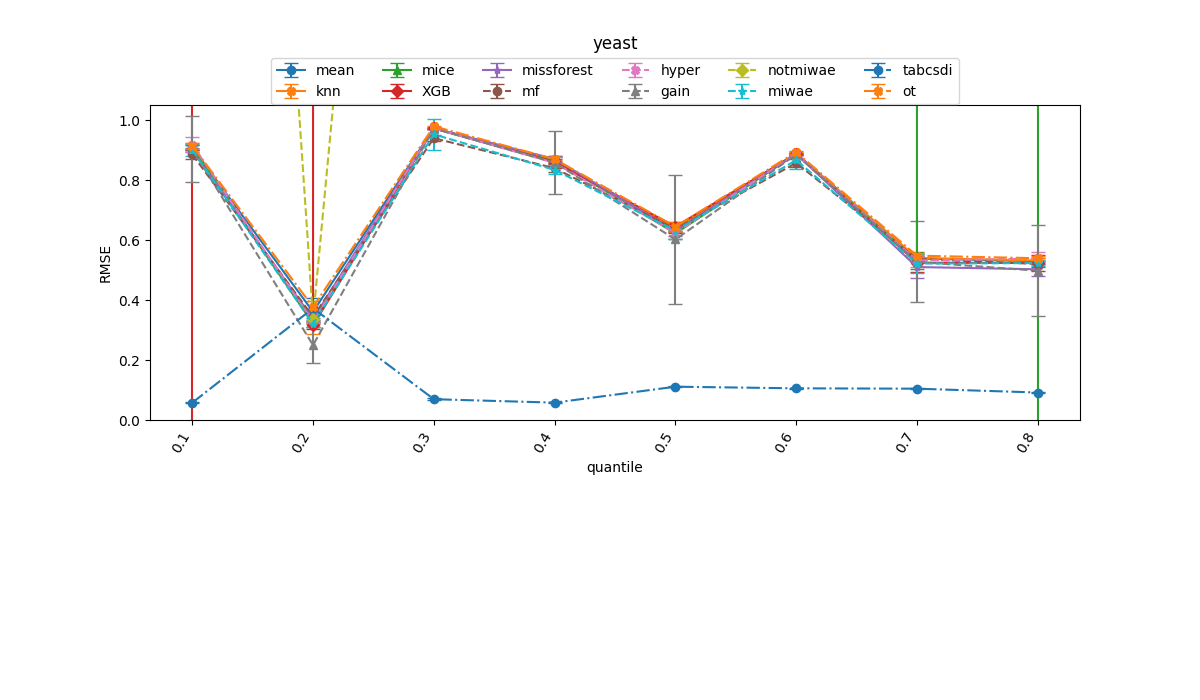 yeast
mean mice missforest hyper notmiwae tabcsdi
knn XGB mf gain miwae ot
1.0
0.8
0.6
0.4
0.2
0.0
RMSE
0.1 0.2 0.3 0.4 0.5 0.6 0.7 0.8
quantile